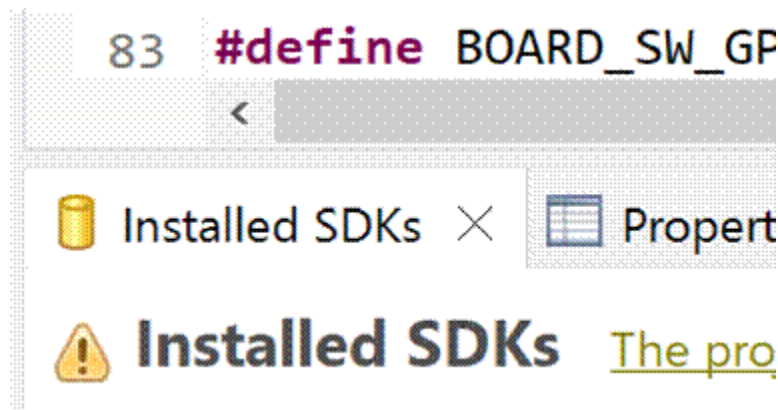 83 #define BOARD_SW_GP
Installed SDKs Propert
Installed SDKs The pro